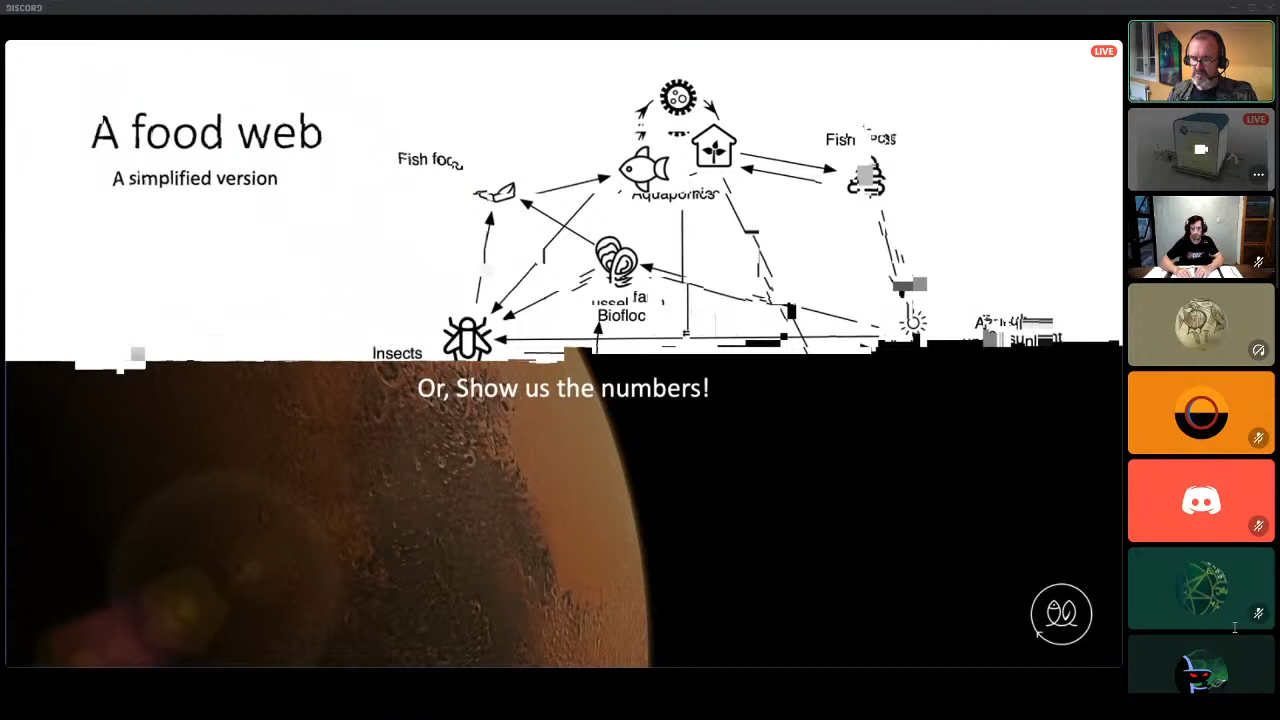 DISCORD
LIVE
A food web
A simplified version
Fish
Aquaponics
LIVE
Biofloc
Insects
Or, Show us the numbers!